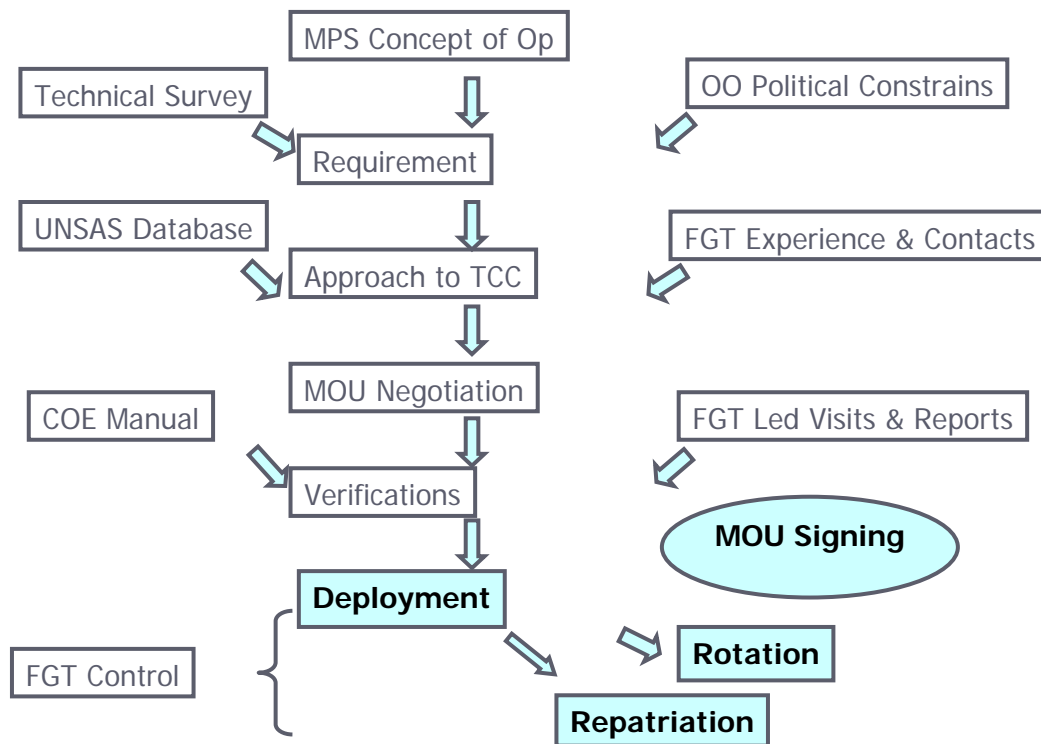 MPS Concept of Op
Technical Survey
OO Political Constrains
Requirement
UNSAS Database
FGT Experience & Contacts
Approach to TCC
MOU Negotiation
COE Manual
FGT Led Visits & Reports
Verifications
MOU Signing
Deployment
FGT Control
Rotation
Repatriation